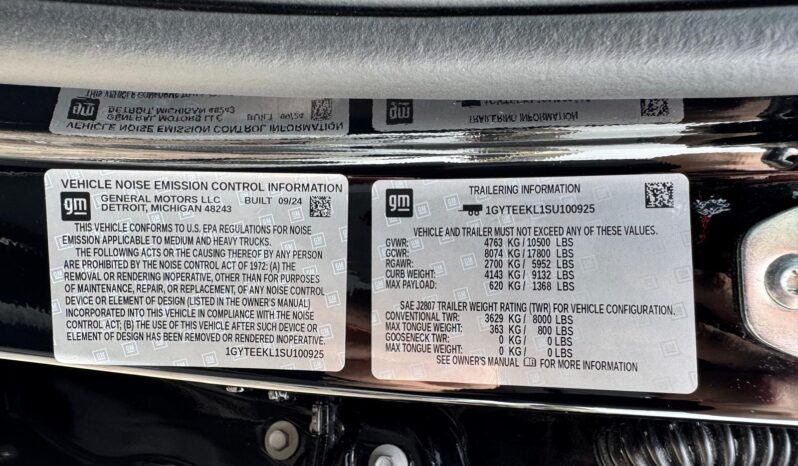 VEHICLE NOISE EMISSION CONTROL INFORMATION
gm
GENERAL MOTORS LLC BUILT 09/24
DETROIT, MICHIGAN 48243
THIS VEHICLE CONFORMS TO U.S. EPA REGULATIONS FOR NOISE
EMISSION APPLICABLE TO MEDIUM AND HEAVY TRUCKS.
THE FOLLOWING ACTS OR THE CAUSING THEREOF BY ANY PERSON
ARE PROHIBITED BY THE NOISE CONTROL ACT OF 1972: (A) THE
REMOVAL OR RENDERING INOPERATIVE, OTHER THAN FOR PURPOSES
OF MAINTENANCE, REPAIR, OR REPLACEMENT, OF ANY NOISE CONTROL
DEVICE OR ELEMENT OF DESIGN (LISTED IN THE OWNER'S MANUAL)
INCORPORATED INTO THIS VEHICLE IN COMPLIANCE WITH THE NOISE
CONTROL ACT; (B) THE USE OF THIS VEHICLE AFTER SUCH DEVICE OR
ELEMENT OF DESIGN HAS BEEN REMOVED OR RENDERED INOPERATIVE.
1GYTEEKL1SU100925
TRAILERING INFORMATION
gm
1GYTEEKL1SU100925
VEHICLE AND TRAILER MUST NOT EXCEED ANY OF THESE VALUES.
GVWR: 4763 KG / 10500 LBS
GCWR: 8074 KG / 17800 LBS
RGAWR: 2700 KG / 5952 LBS
CURB WEIGHT: 4143 KG / 9132 LBS
MAX PAYLOAD: 620 KG / 1368 LBS
SAE J2807 TRAILER WEIGHT RATING (TWR) FOR VEHICLE CONFIGURATION.
CONVENTIONAL TWR: 3629 KG / 8000 LBS
MAX TONGUE WEIGHT: 363 KG / 800 LBS
GOOSENECK TWR: 0 KG / 0 LBS
MAX TONGUE WEIGHT: 0 KG / 0 LBS
SEE OWNER'S MANUAL FOR MORE INFORMATION